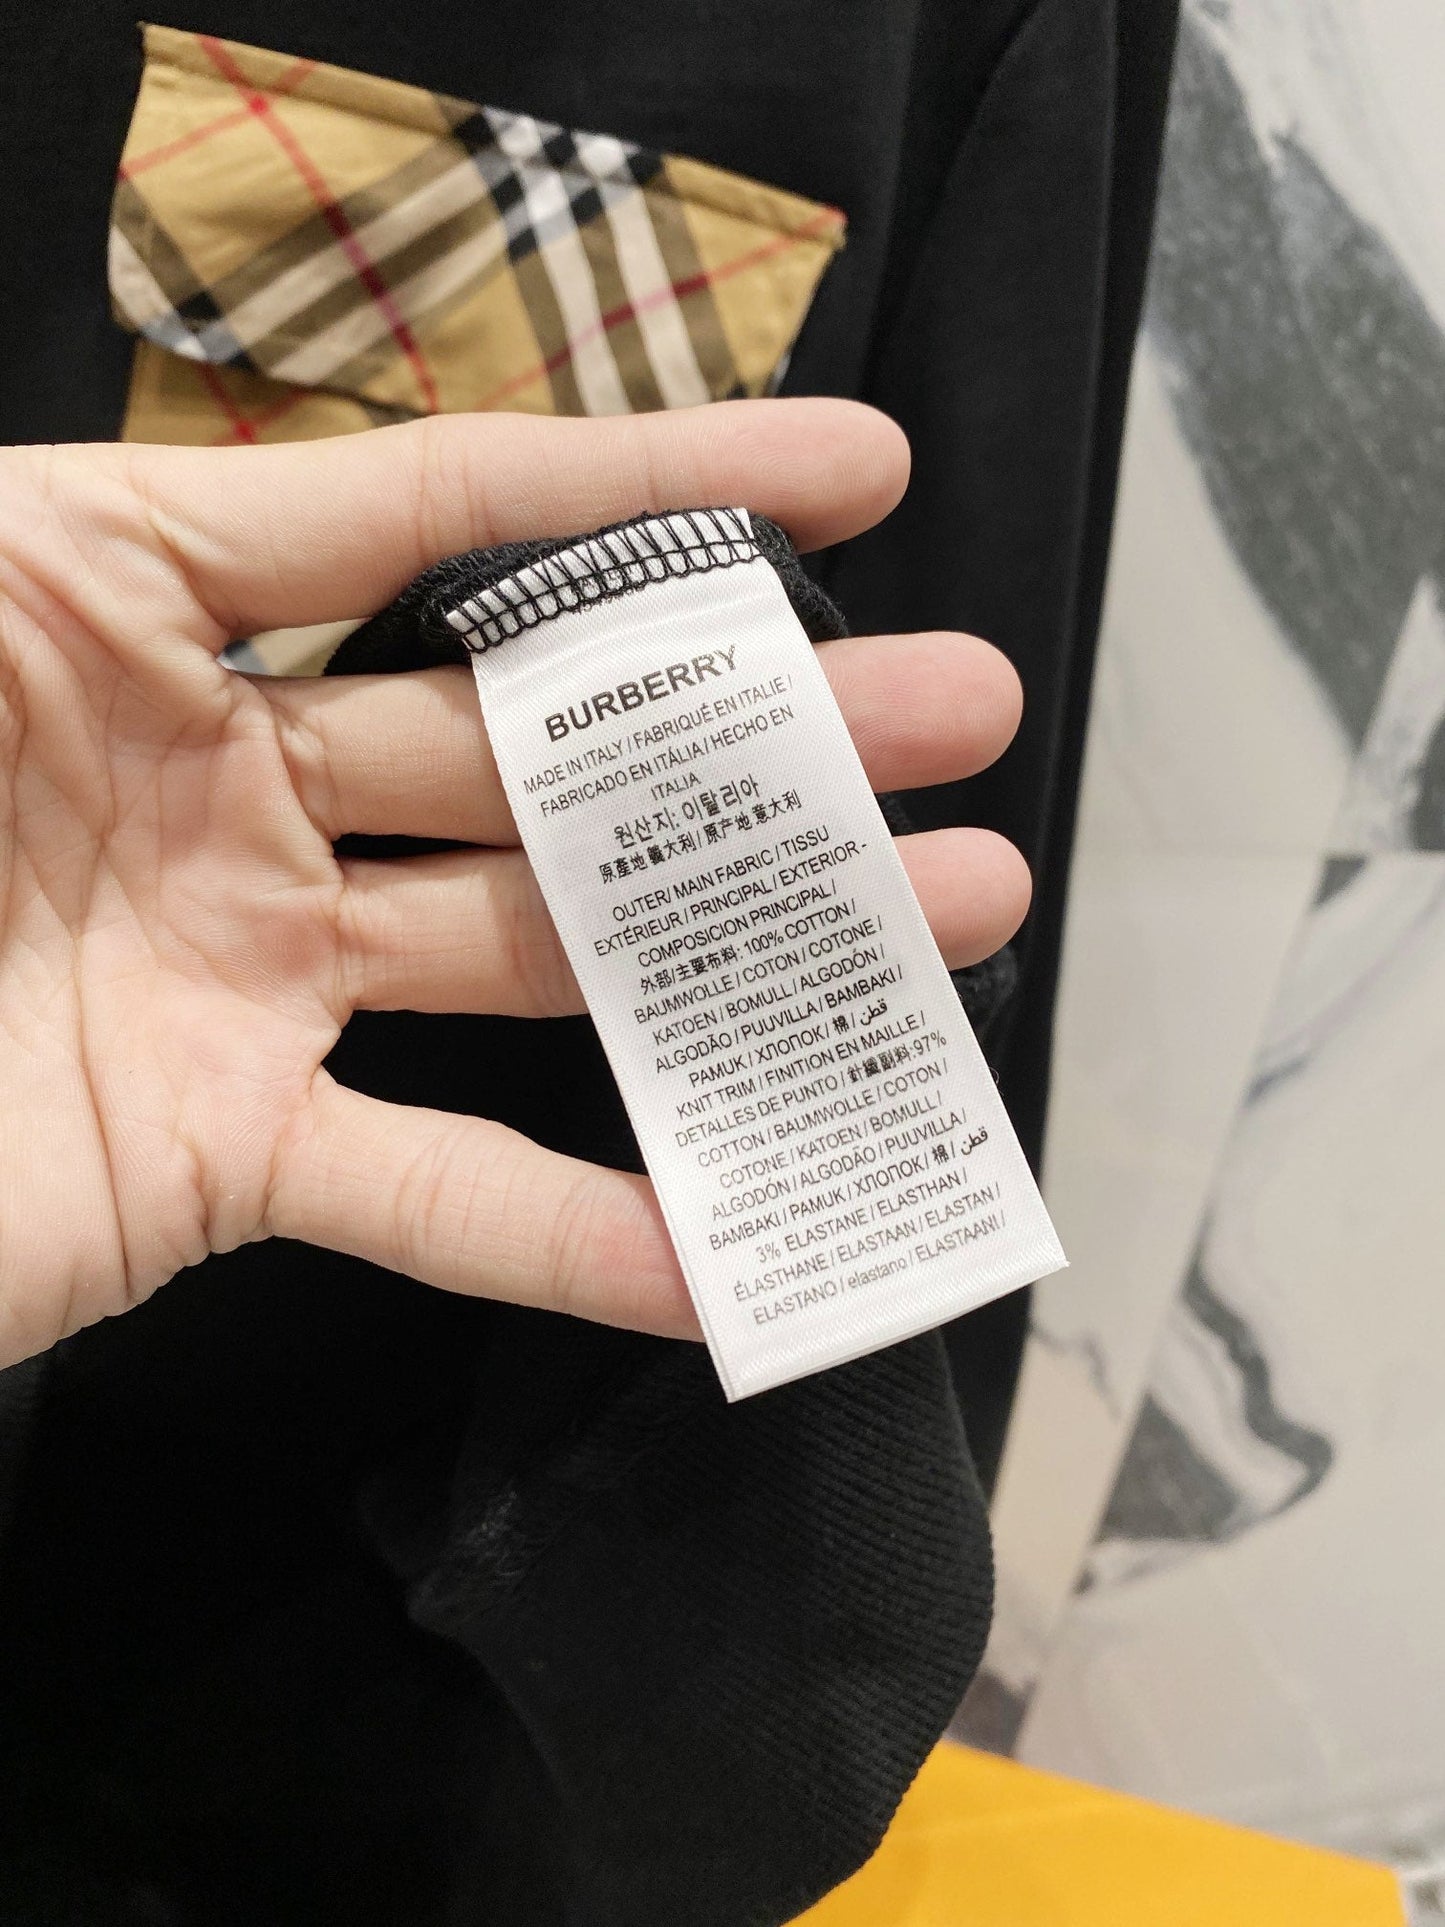 BURBERRY
MADE IN ITALY / FABRIQUÉ EN ITALIE /
FABRICADO EN ITÁLIA / HECHO EN
ITALIA
원산지: 이탈리아
原產地 義大利 / 原产地 意大利
OUTER/ MAIN FABRIC / TISSU
EXTÉRIEUR / PRINCIPAL / EXTERIOR -
COMPOSICION PRINCIPAL /
外部/主要布料: 100% COTTON /
BAUMWOLLE / COTON / COTONE /
KATOEN / BOMULL / ALGODÓN /
ALGODÃO / PUUVILLA / BAMBAKI /
PAMUK / ХЛОПОК / 棉 / قطن
KNIT TRIM / FINITION EN MAILLE /
DETALLES DE PUNTO / 針織副料:97%
COTTON / BAUMWOLLE / COTON /
COTONE / KATOEN / BOMULL /
ALGODÓN / ALGODÃO / PUUVILLA /
BAMBAKI / PAMUK / ХЛОПОК / 棉 / قطن
3% ELASTANE / ELASTHAN /
ÉLASTHANE / ELASTAAN / ELASTAN /
ELASTANO / elastano / ELASTAANI /